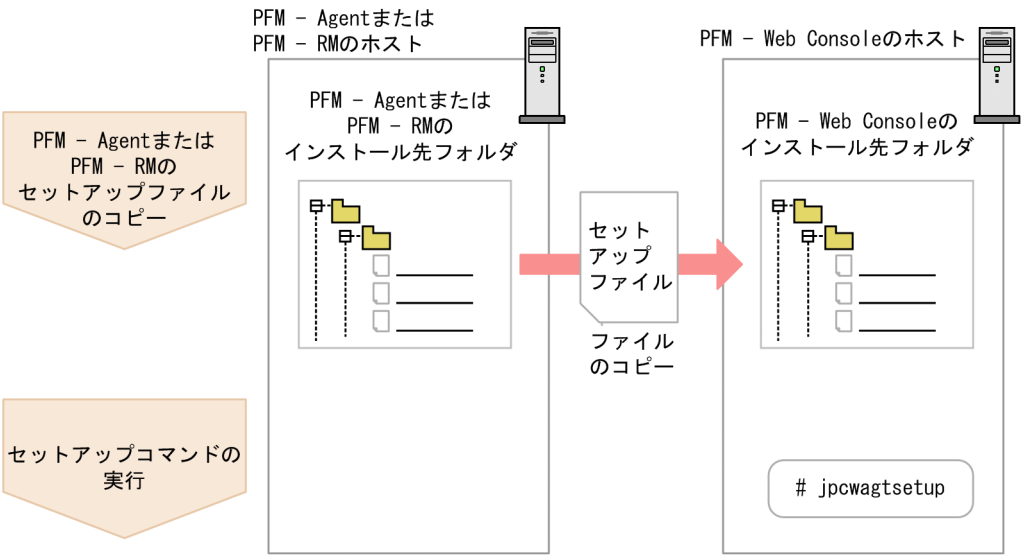 PFM - Agentまたは
PFM - RMのホスト
PFM - Web Consoleのホスト
PFM - Agentまたは
PFM - RMの
セットアップファイル
のコピー
PFM - Agentまたは
PFM - RMの
インストール先フォルダ
PFM - Web Consoleの
インストール先フォルダ
セット
アップ
ファイル
ファイル
のコピー
セットアップコマンドの
実行
# jpcwagtsetup